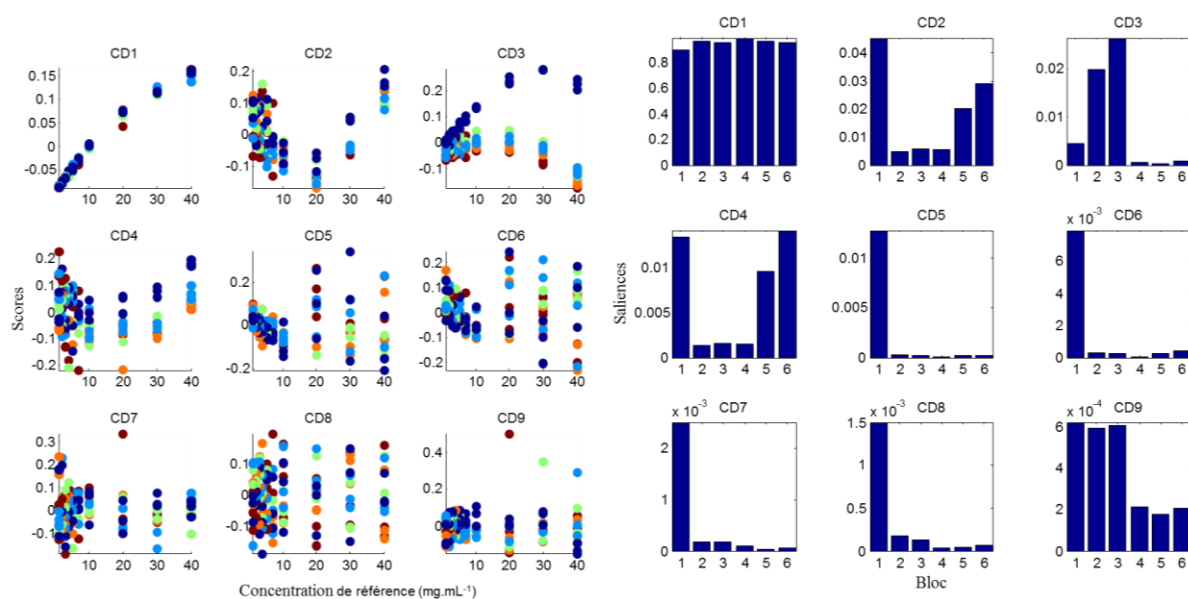 CD1 CD2 CD3
0.15 0.1 0.05 0 -0.05
10 20 30 40
0.2 0.1 0 -0.1
10 20 30 40
0.2 0.1 0 -0.1
10 20 30 40
CD4 CD5 CD6
0.2 0.1 0 -0.1 -0.2
10 20 30 40
0.2 0 -0.2
10 20 30 40
0.2 0.1 0 -0.1 -0.2
10 20 30 40
CD7 CD8 CD9
0.3 0.2 0.1 0 -0.1
10 20 30 40
0.1 0 -0.1
10 20 30 40
0.4 0.2 0
10 20 30 40
Scores
Concentration de référence (mg.mL-1)
CD1 CD2 CD3
0.8 0.6 0.4 0.2 0
1 2 3 4 5 6
0.04 0.03 0.02 0.01 0
1 2 3 4 5 6
0.02 0.01 0
1 2 3 4 5 6
CD4 CD5 CD6
0.01 0.005 0
1 2 3 4 5 6
0.01 0.005 0
1 2 3 4 5 6
x 10-3
6 4 2 0
1 2 3 4 5 6
CD7 CD8 CD9
x 10-3
2 1 0
1 2 3 4 5 6
x 10-3
1.5 1 0.5 0
1 2 3 4 5 6
x 10-4
6 4 2 0
1 2 3 4 5 6
Saliences
Bloc